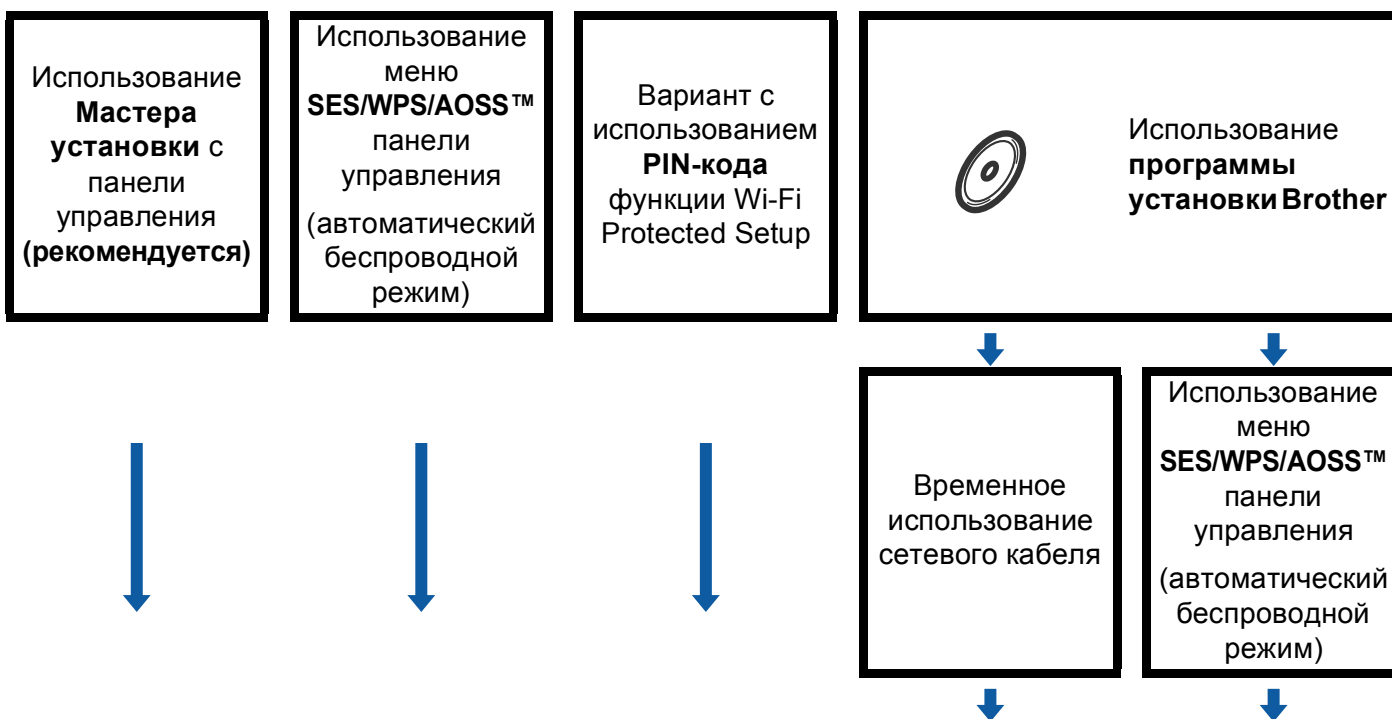 Использование
Мастера
установки с
панели
управления
(рекомендуется)
Использование
меню
SES/WPS/AOSS™
панели
управления
(автоматический
беспроводной
режим)
Вариант с
использованием
PIN-кода
функции Wi-Fi
Protected Setup
Использование
программы
установки Brother
Временное
использование
сетевого кабеля
Использование
меню
SES/WPS/AOSS™
панели
управления
(автоматический
беспроводной
режим)